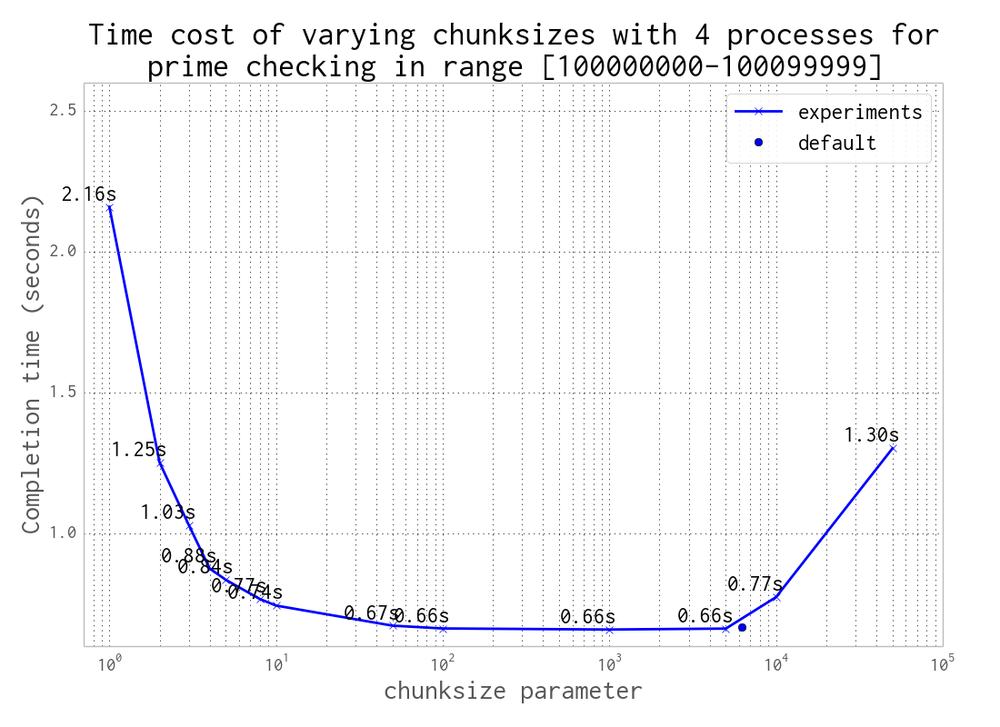 Time cost of varying chunksizes with 4 processes for
prime checking in range [100000000-100099999]
experiments
default
Completion time (seconds)
2.5
2.0
1.5
1.0
2.16s
1.25s
1.03s
0.88s
0.84s
0.77s
0.74s
0.67s
0.66s
0.66s
0.66s
0.77s
1.30s
10⁰
10¹
10²
10³
10⁴
10⁵
chunksize parameter